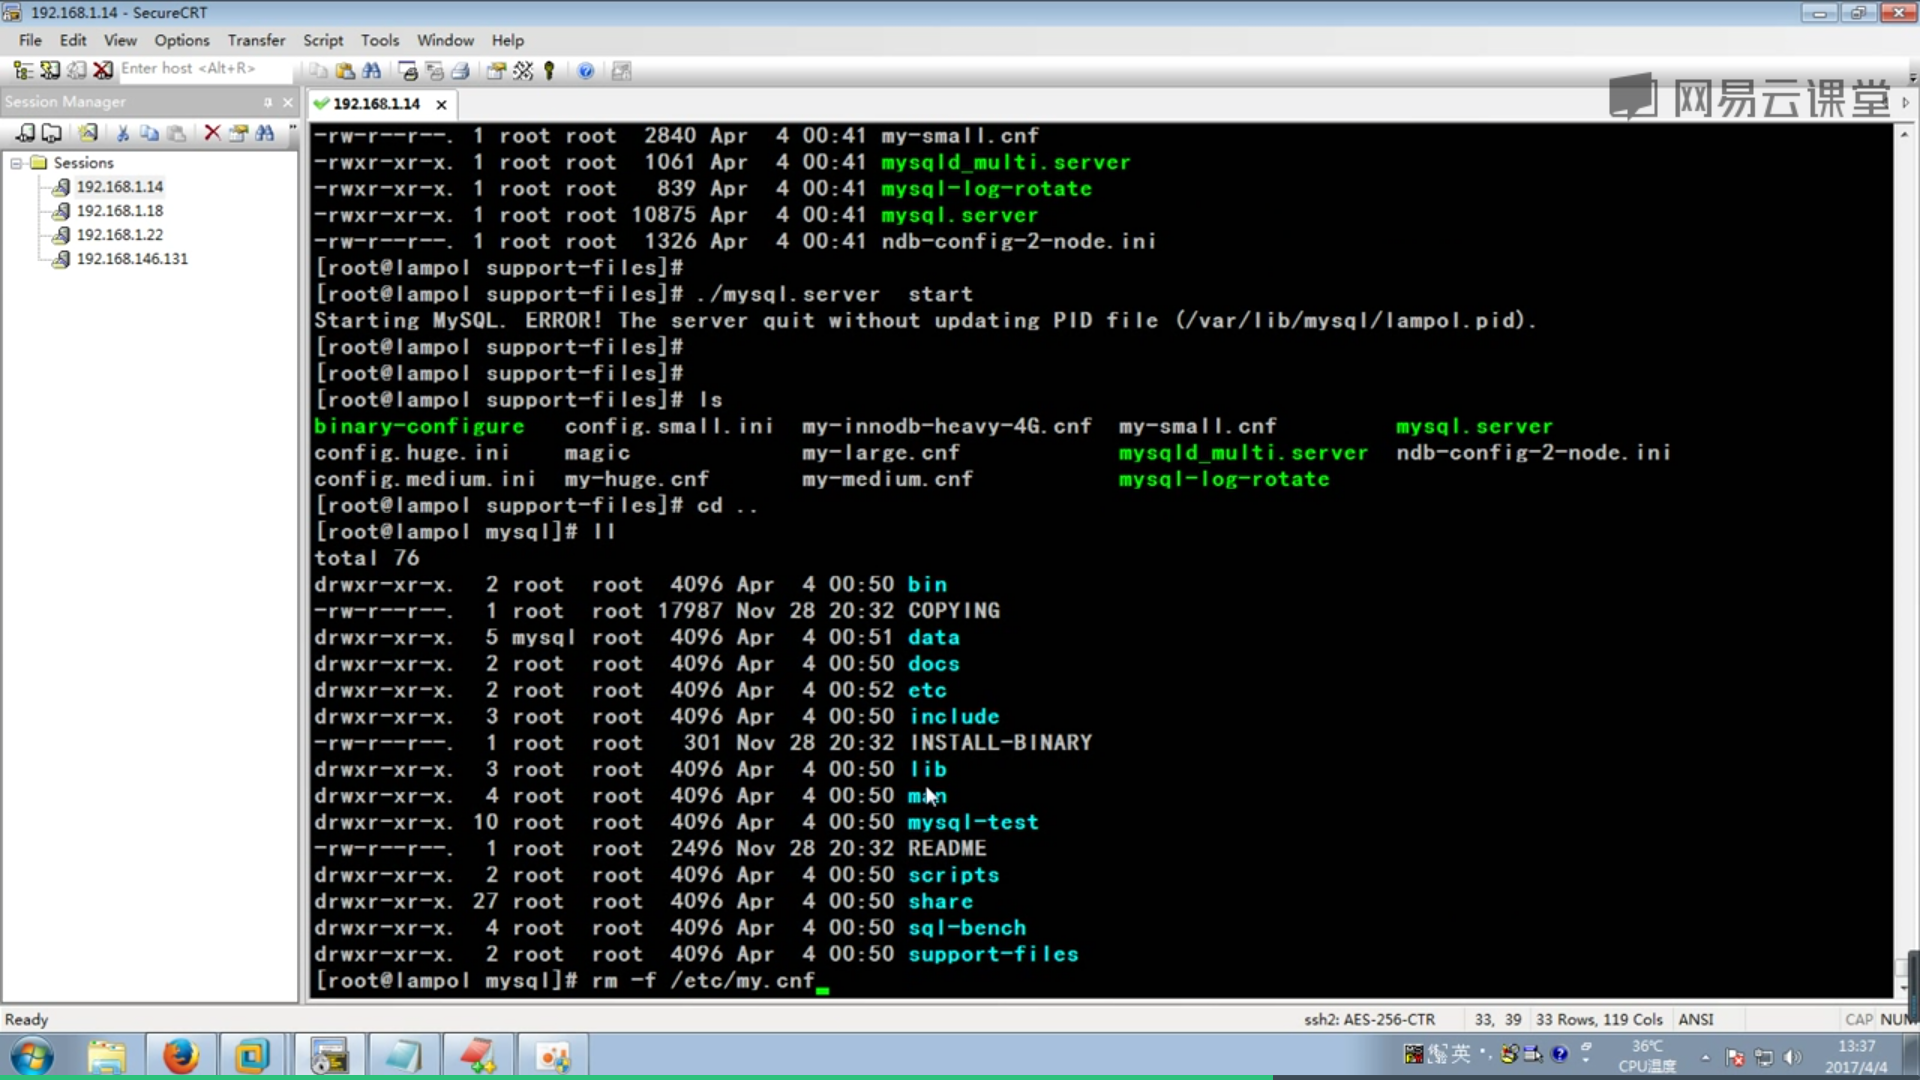 192.168.1.14 - SecureCRT
File Edit View Options Transfer Script Tools Window Help
Enter host <Alt+R>
网易云课堂
Session Manager
192.168.1.14
Sessions
192.168.1.14
192.168.1.18
192.168.1.22
192.168.146.131
-rw-r--r--. 1 root root 2840 Apr 4 00:41 my-small.cnf
-rwxr-xr-x. 1 root root 1061 Apr 4 00:41 mysqld_multi.server
-rwxr-xr-x. 1 root root 839 Apr 4 00:41 mysql-log-rotate
-rwxr-xr-x. 1 root root 10875 Apr 4 00:41 mysql.server
-rw-r--r--. 1 root root 1326 Apr 4 00:41 ndb-config-2-node.ini
[root@lampol support-files]#
[root@lampol support-files]# ./mysql.server start
Starting MySQL. ERROR! The server quit without updating PID file (/var/lib/mysql/lampol.pid).
[root@lampol support-files]#
[root@lampol support-files]#
[root@lampol support-files]# ls
binary-configure config.small.ini my-innodb-heavy-4G.cnf my-small.cnf mysql.server
config.huge.ini magic my-large.cnf mysqld_multi.server ndb-config-2-node.ini
config.medium.ini my-huge.cnf my-medium.cnf mysql-log-rotate
[root@lampol support-files]# cd ..
[root@lampol mysql]# ll
total 76
drwxr-xr-x. 2 root root 4096 Apr 4 00:50 bin
-rw-r--r--. 1 root root 17987 Nov 28 20:32 COPYING
drwxr-xr-x. 5 mysql root 4096 Apr 4 00:51 data
drwxr-xr-x. 2 root root 4096 Apr 4 00:50 docs
drwxr-xr-x. 2 root root 4096 Apr 4 00:52 etc
drwxr-xr-x. 3 root root 4096 Apr 4 00:50 include
-rw-r--r--. 1 root root 301 Nov 28 20:32 INSTALL-BINARY
drwxr-xr-x. 3 root root 4096 Apr 4 00:50 lib
drwxr-xr-x. 4 root root 4096 Apr 4 00:50 man
drwxr-xr-x. 10 root root 4096 Apr 4 00:50 mysql-test
-rw-r--r--. 1 root root 2496 Nov 28 20:32 README
drwxr-xr-x. 2 root root 4096 Apr 4 00:50 scripts
drwxr-xr-x. 27 root root 4096 Apr 4 00:50 share
drwxr-xr-x. 4 root root 4096 Apr 4 00:50 sql-bench
drwxr-xr-x. 2 root root 4096 Apr 4 00:50 support-files
[root@lampol mysql]# rm -f /etc/my.cnf
Ready ssh2: AES-256-CTR 33, 39 33 Rows, 119 Cols ANSI CAP NUM
英 36℃ 13:37
CPU温度 2017/4/4